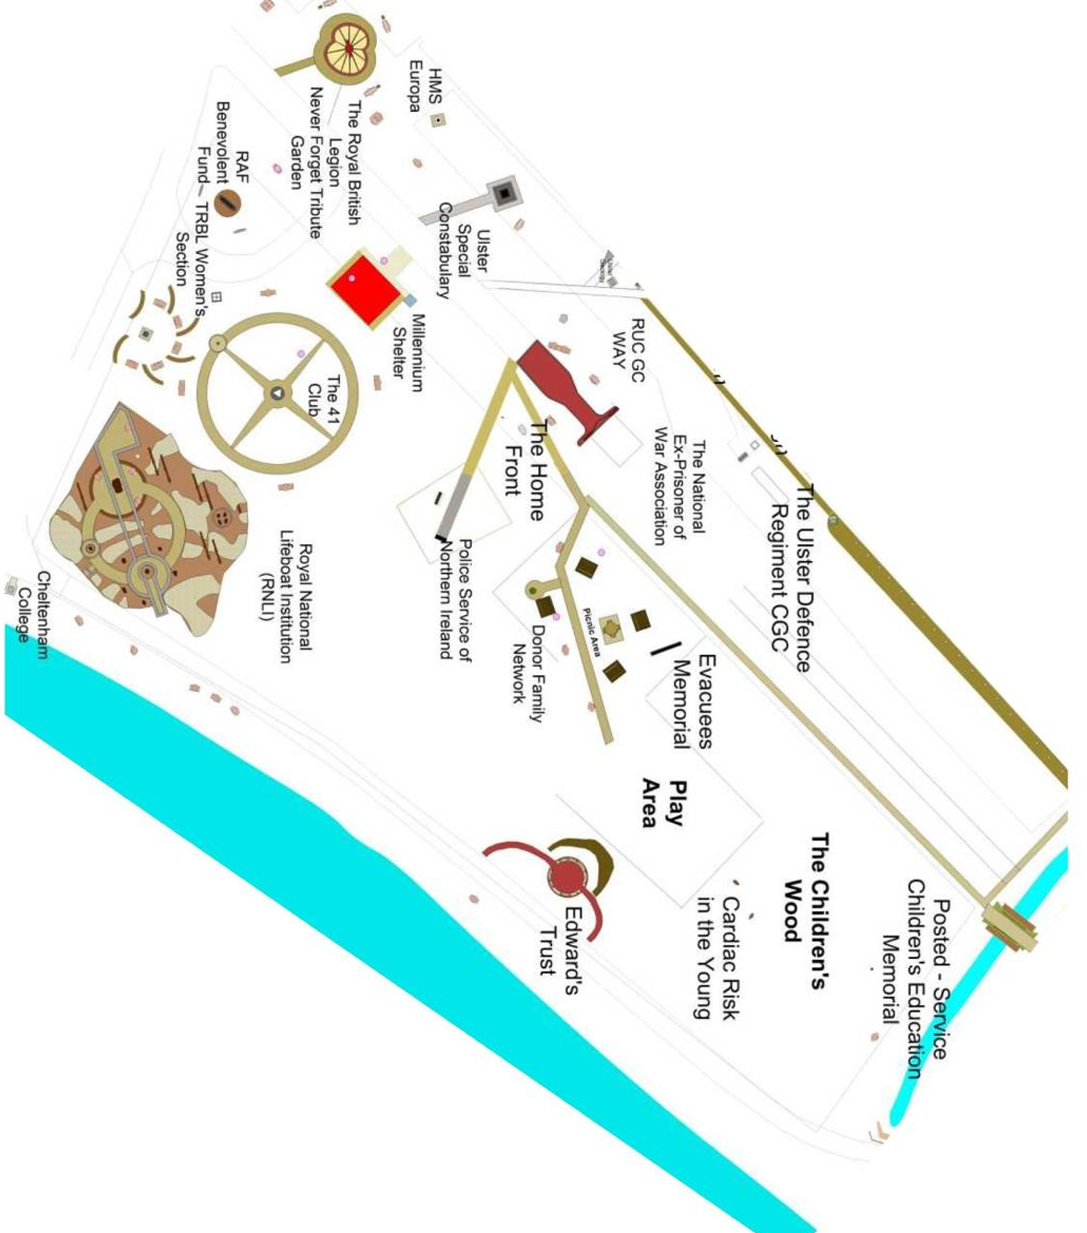 HMS
Europa
The Royal British
Legion
Never Forget Tribute
Garden
RAF
Benevolent
Fund
TRBL Women's
Section
Ulster
Special
Constabulary
Millennium
Shelter
The 41
Club
RUC GC
WAY
The National
Ex-Prisoner of
War Association
The Home
Front
The Ulster Defence
Regiment CGC
Police Service of
Northern Ireland
Royal National
Lifeboat Institution
(RNLI)
Cheltenham
College
Picnic Area
Donor Family
Network
Evacuees
Memorial
Play
Area
The Children's
Wood
Edward's
Trust
Cardiac Risk
in the Young
Posted - Service
Children's Education
Memorial